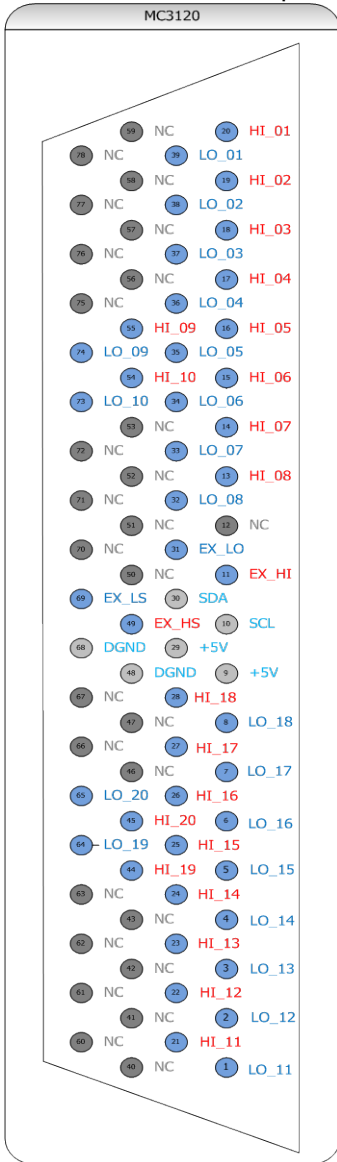 MC3120
59 NC 20 HI_01
78 NC 39 LO_01
58 NC 19 HI_02
77 NC 38 LO_02
57 NC 18 HI_03
76 NC 37 LO_03
56 NC 17 HI_04
75 NC 36 LO_04
55 HI_09 16 HI_05
74 LO_09 35 LO_05
54 HI_10 15 HI_06
73 LO_10 34 LO_06
53 NC 14 HI_07
72 NC 33 LO_07
52 NC 13 HI_08
71 NC 32 LO_08
51 NC 12 NC
70 NC 31 EX_LO
50 NC 11 EX_HI
69 EX_LS 30 SDA
49 EX_HS 10 SCL
68 DGND 29 +5V
48 DGND 9 +5V
67 NC 28 HI_18
47 NC 8 LO_18
66 NC 27 HI_17
46 NC 7 LO_17
65 LO_20 26 HI_16
45 HI_20 6 LO_16
64 LO_19 25 HI_15
44 HI_19 5 LO_15
63 NC 24 HI_14
43 NC 4 LO_14
62 NC 23 HI_13
42 NC 3 LO_13
61 NC 22 HI_12
41 NC 2 LO_12
60 NC 21 HI_11
40 NC 1 LO_11